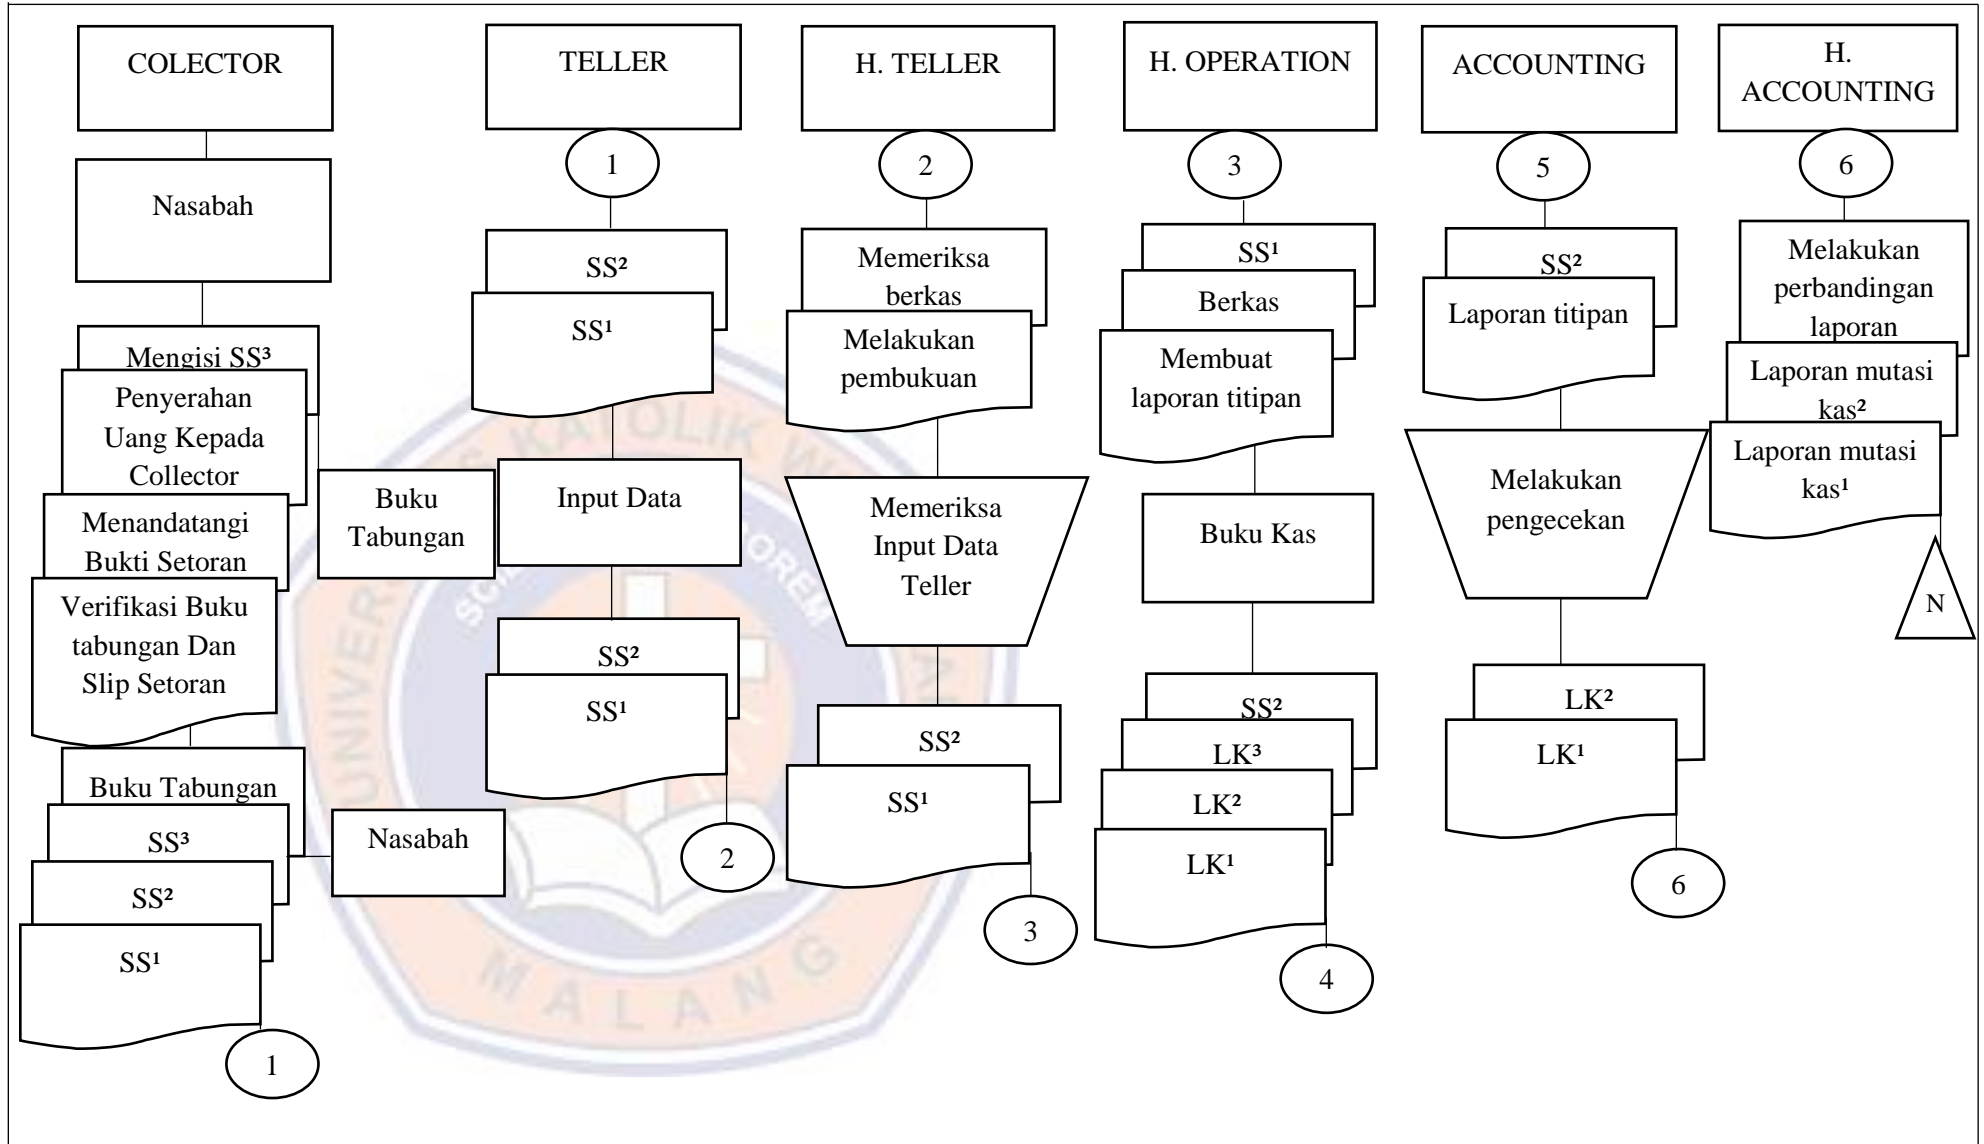 COLECTOR
Nasabah
Mengisi SS³
Penyerahan
Uang Kepada
Collector
Menandatangi
Bukti Setoran
Verifikasi Buku
tabungan Dan
Slip Setoran
Buku
Tabungan
Buku Tabungan
SS³
Nasabah
SS²
SS¹
1
TELLER
1
SS²
SS¹
Input Data
SS²
SS¹
2
H. TELLER
2
Memeriksa
berkas
Melakukan
pembukuan
Memeriksa
Input Data
Teller
SS²
SS¹
3
H. OPERATION
3
SS¹
Berkas
Membuat
laporan titipan
Buku Kas
SS²
LK³
LK²
LK¹
4
ACCOUNTING
5
SS²
Laporan titipan
Melakukan
pengecekan
LK²
LK¹
6
H.
ACCOUNTING
6
Melakukan
perbandingan
laporan
Laporan mutasi
kas²
Laporan mutasi
kas¹
N
KATOLIK
MALANG